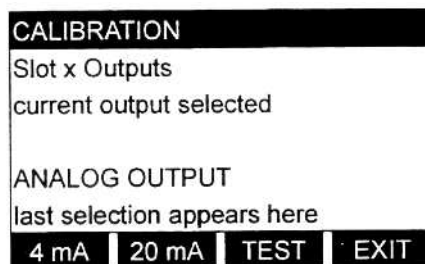 CALIBRATION
Slot x Outputs
current output selected
ANALOG OUTPUT
last selection appears here
4 mA 20 mA TEST EXIT